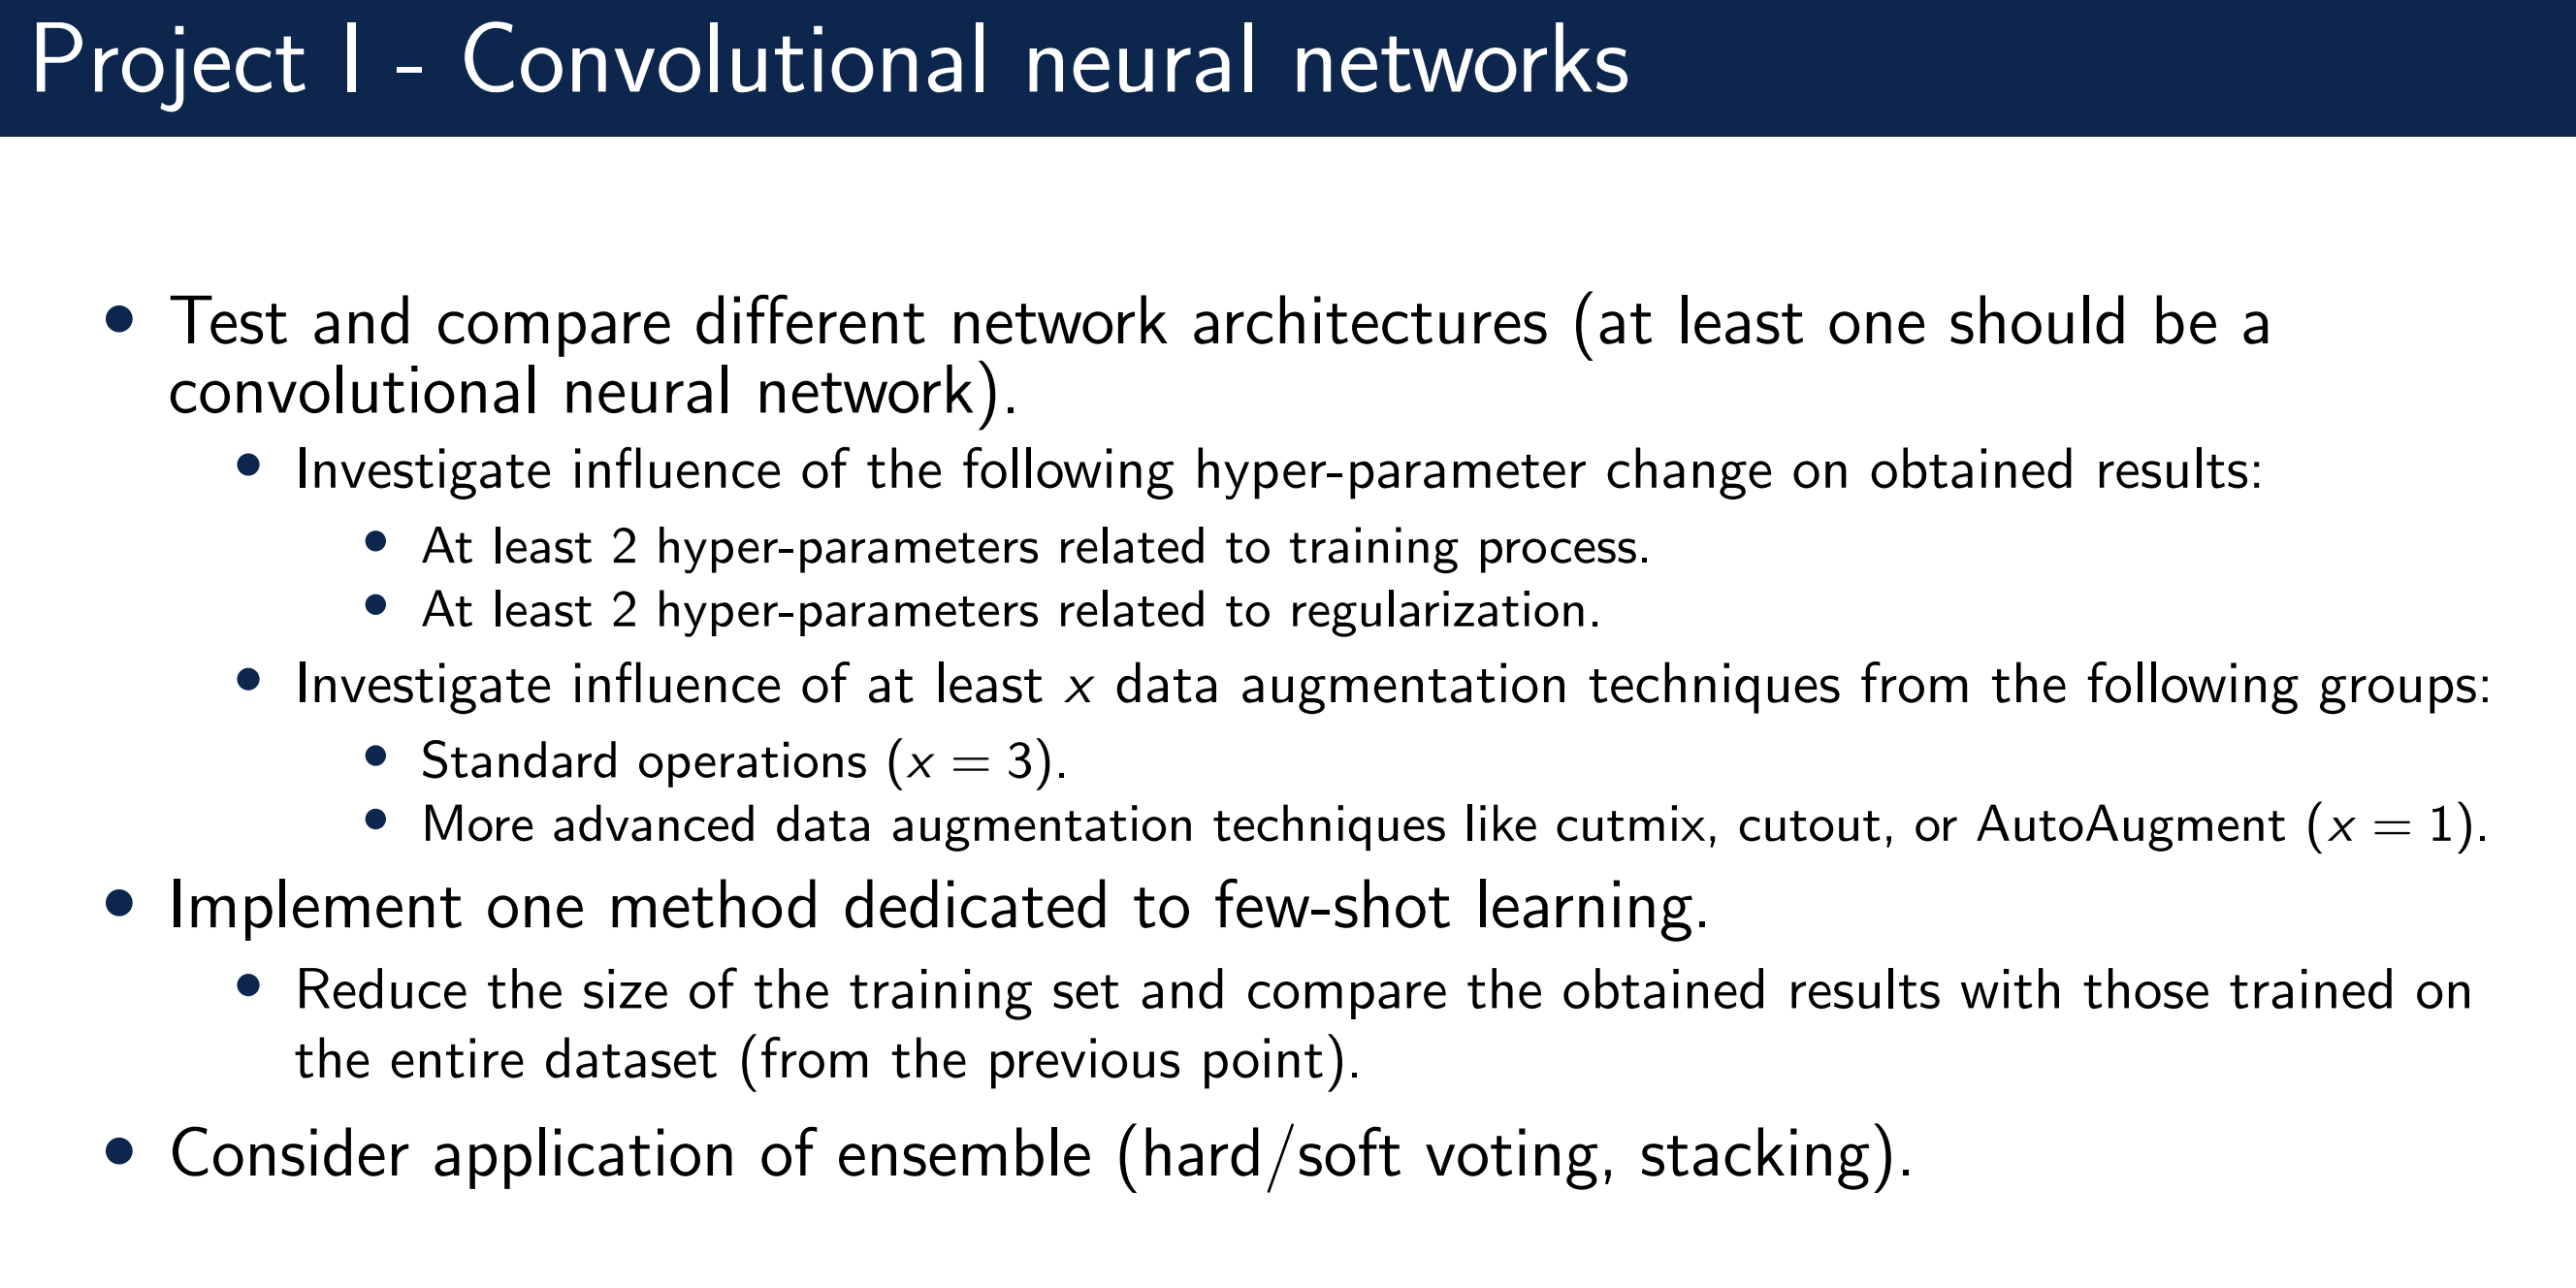 Project I - Convolutional neural networks
• Test and compare different network architectures (at least one should be a
convolutional neural network).
• Investigate influence of the following hyper-parameter change on obtained results:
• At least 2 hyper-parameters related to training process.
• At least 2 hyper-parameters related to regularization.
• Investigate influence of at least x data augmentation techniques from the following groups:
• Standard operations (x = 3).
• More advanced data augmentation techniques like cutmix, cutout, or AutoAugment (x = 1).
• Implement one method dedicated to few-shot learning.
• Reduce the size of the training set and compare the obtained results with those trained on
the entire dataset (from the previous point).
• Consider application of ensemble (hard/soft voting, stacking).